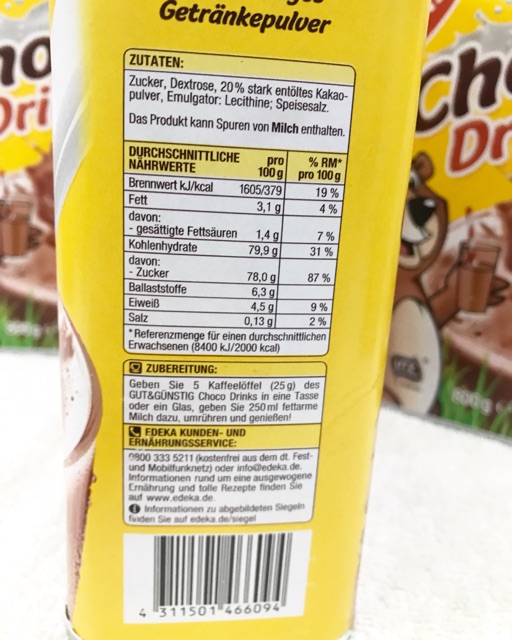 Getränkepulver
ZUTATEN:
Zucker, Dextrose, 20% stark entöltes Kakao-
pulver, Emulgator: Lecithine; Speisesalz.
Das Produkt kann Spuren von Milch enthalten.
DURCHSCHNITTLICHE NÄHRWERTE pro 100 g % RM* pro 100 g
Brennwert kJ/kcal 1605/379 19 %
Fett 3,1 g 4 %
davon:
- gesättigte Fettsäuren 1,4 g 7 %
Kohlenhydrate 79,9 g 31 %
davon:
- Zucker 78,0 g 87 %
Ballaststoffe 6,3 g
Eiweiß 4,5 g 9 %
Salz 0,13 g 2 %
*Referenzmenge für einen durchschnittlichen
Erwachsenen (8400 kJ/2000 kcal)
ZUBEREITUNG:
Geben Sie 5 Kaffeelöffel (25 g) des
GUT&GÜNSTIG Choco Drinks in eine Tasse
oder ein Glas, geben Sie 250 ml fettarme
Milch dazu, umrühren und genießen!
EDEKA KUNDEN- UND
ERNÄHRUNGSSERVICE:
0800 333 5211 (kostenfrei aus dem dt. Fest-
und Mobilfunknetz) oder info@edeka.de.
Informationen rund um eine ausgewogene
Ernährung und tolle Rezepte finden Sie
auf www.edeka.de.
Informationen zu abgebildeten Siegeln
finden Sie auf edeka.de/siegel
4 311501 466094
Cho
Dr
Dri